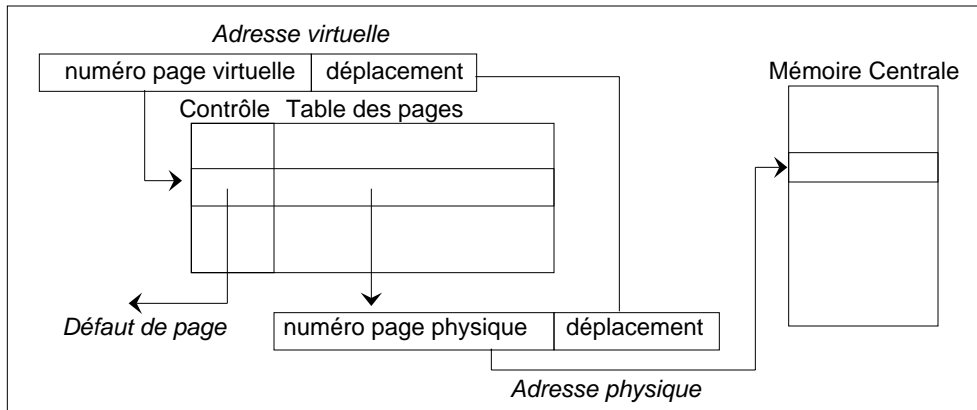 Adresse virtuelle
numéro page virtuelle déplacement
Mémoire Centrale
Contrôle Table des pages
Défaut de page
numéro page physique déplacement
Adresse physique